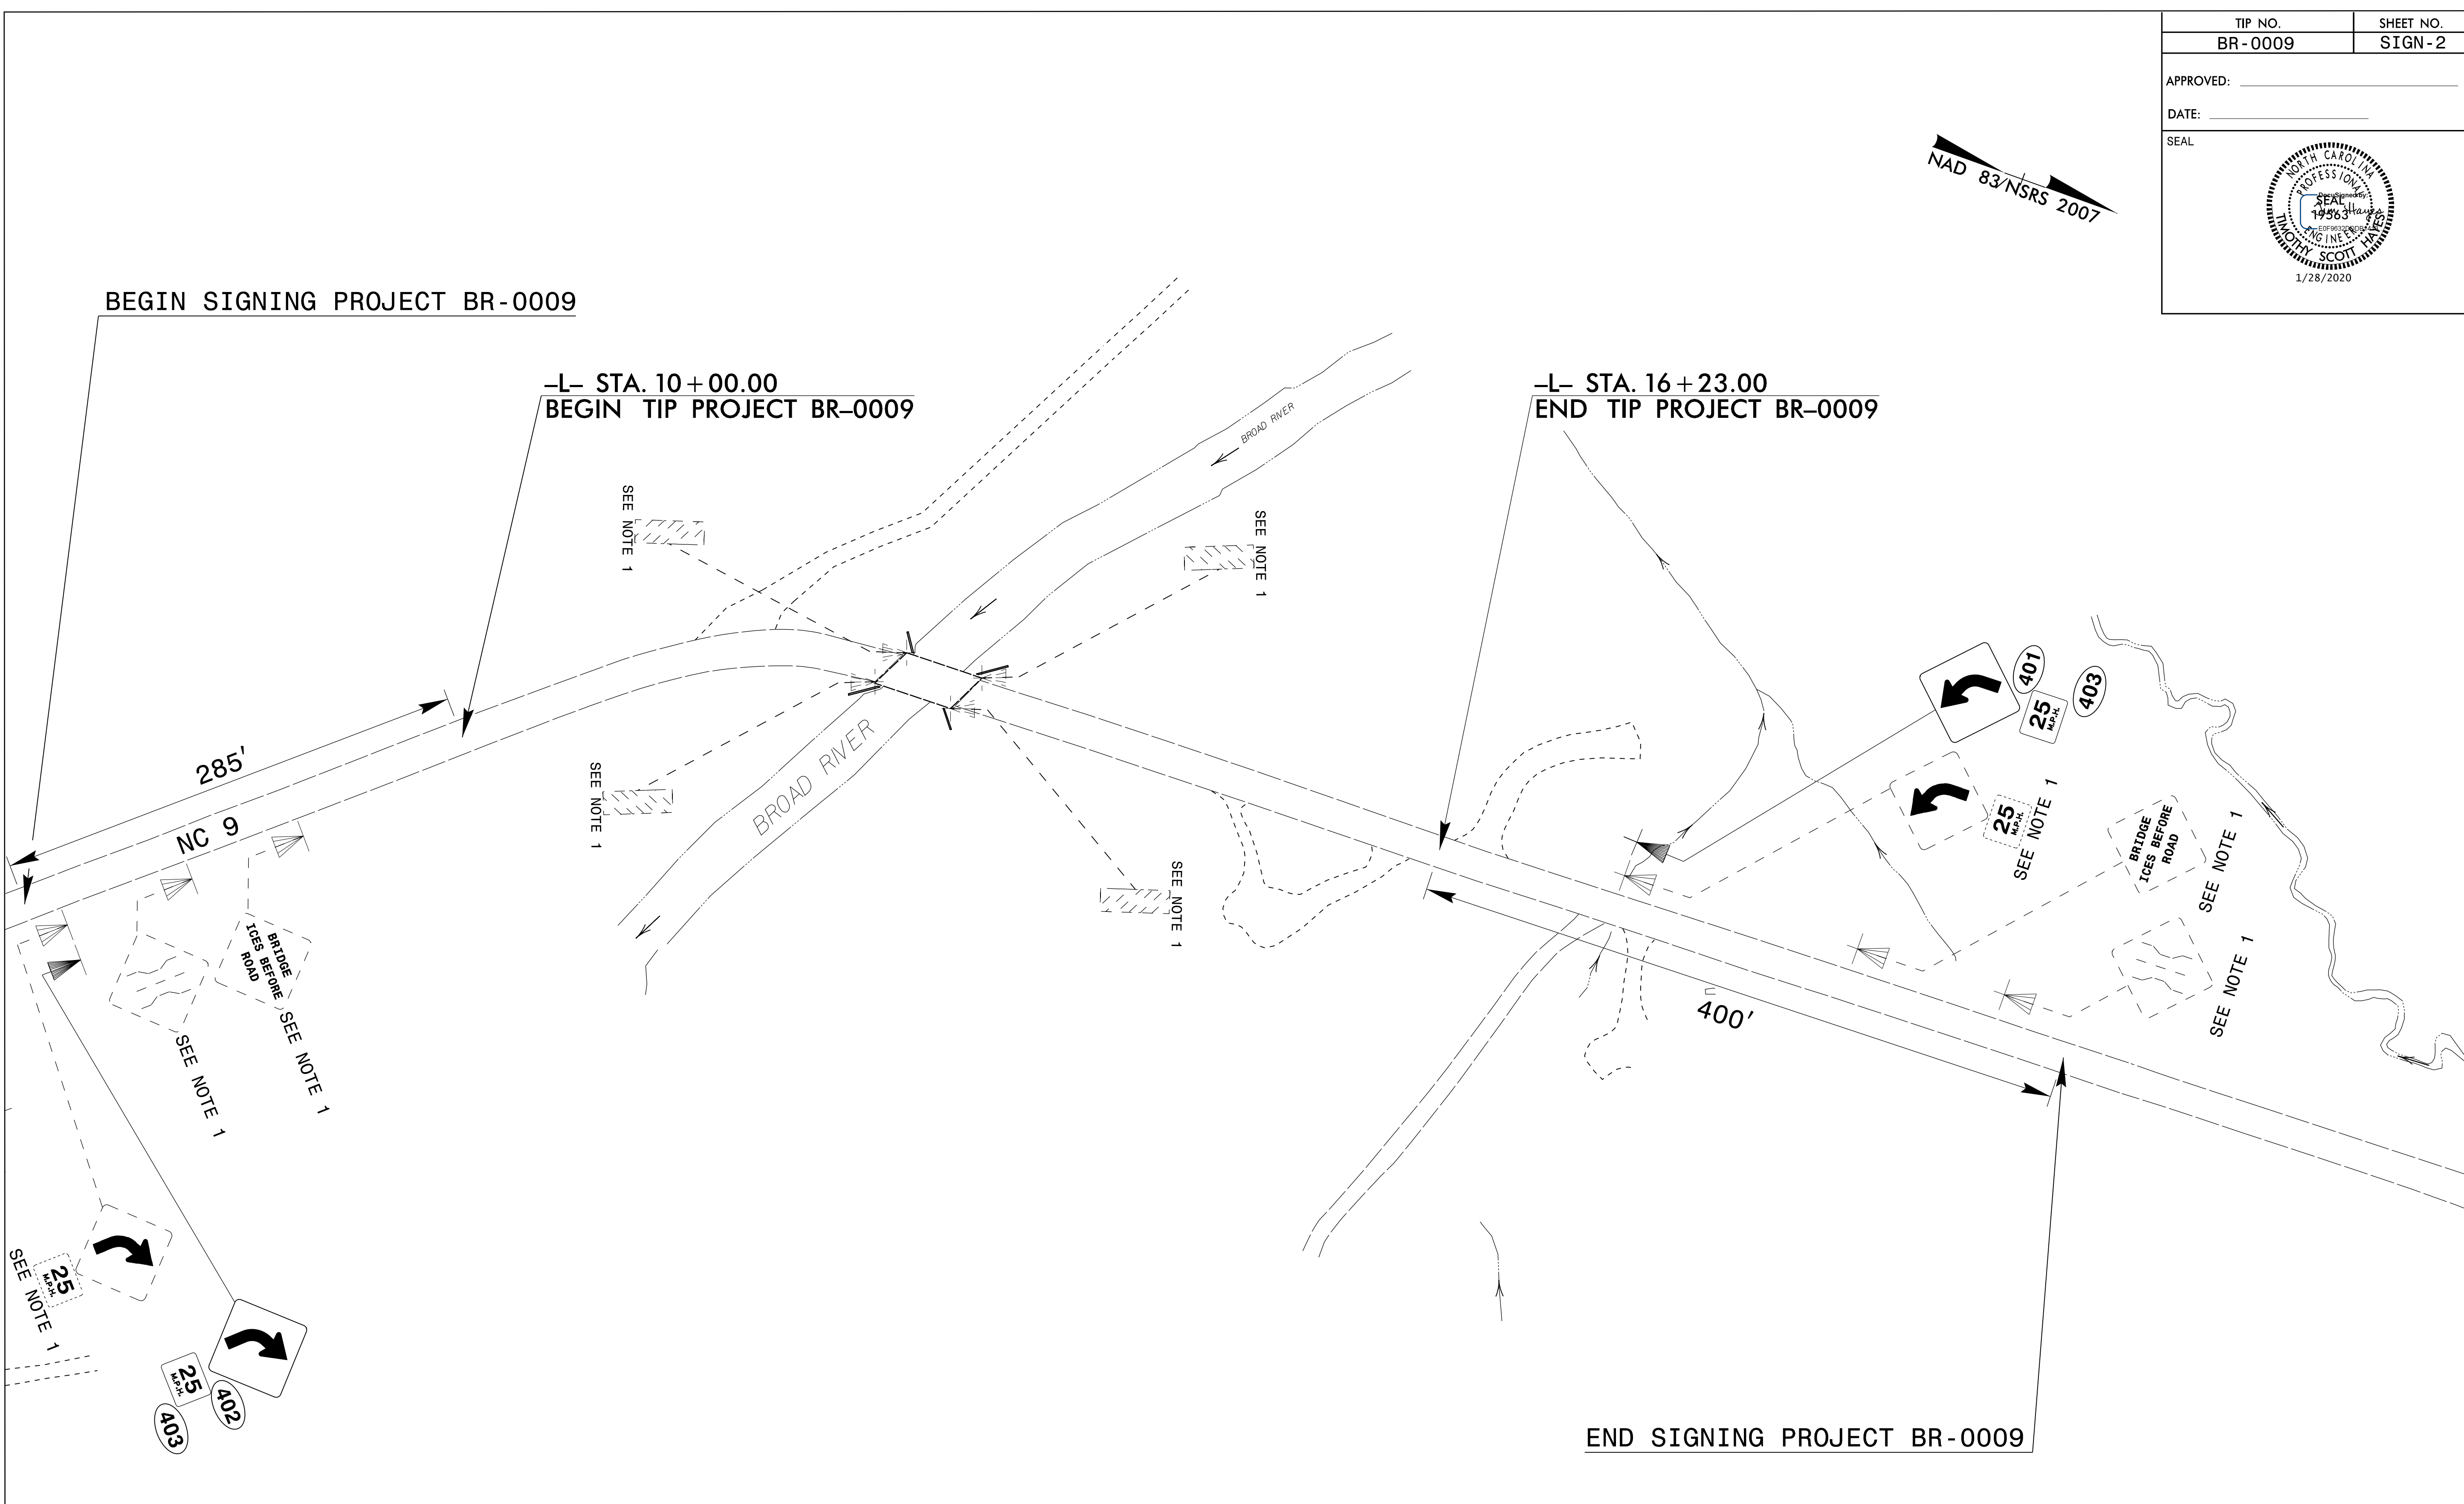 TIP NO.
SHEET NO.
BR-0009
SIGN-2
APPROVED:
DATE:
SEAL
NORTH CAROLINA
PROFESSIONAL
DocuSigned by:
SEAL
19563
ENGINEER
TIMOTHY SCOTT HAYES
1/28/2020
NAD 83/NSRS 2007
BEGIN SIGNING PROJECT BR-0009
–L– STA. 10+00.00
BEGIN TIP PROJECT BR–0009
–L– STA. 16+23.00
END TIP PROJECT BR–0009
BROAD RIVER
SEE NOTE 1
SEE NOTE 1
SEE NOTE 1
SEE NOTE 1
BROAD RIVER
285'
NC 9
401
403
25
M.P.H.
25
M.P.H.
SEE NOTE 1
BRIDGE
ICES BEFORE
ROAD
SEE NOTE 1
SEE NOTE 1
400'
BRIDGE
ICES BEFORE
ROAD
SEE NOTE 1
SEE NOTE 1
25
M.P.H.
SEE NOTE 1
25
M.P.H.
402
403
END SIGNING PROJECT BR-0009